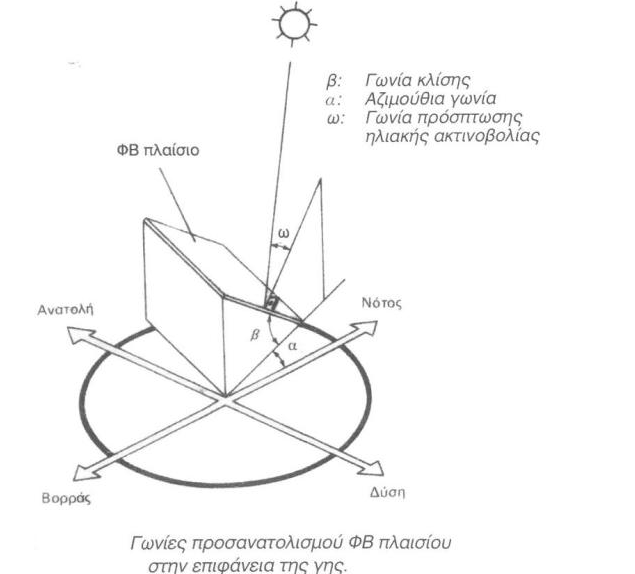 β: Γωνία κλίσης
α: Αζιμούθια γωνία
ω: Γωνία πρόσπτωσης
ηλιακής ακτινοβολίας
ΦΒ πλαίσιο
ω
Ανατολή
Νότος
β
α
Βορράς
Δύση
Γωνίες προσανατολισμού ΦΒ πλαισίου
στην επιφάνεια της γης.